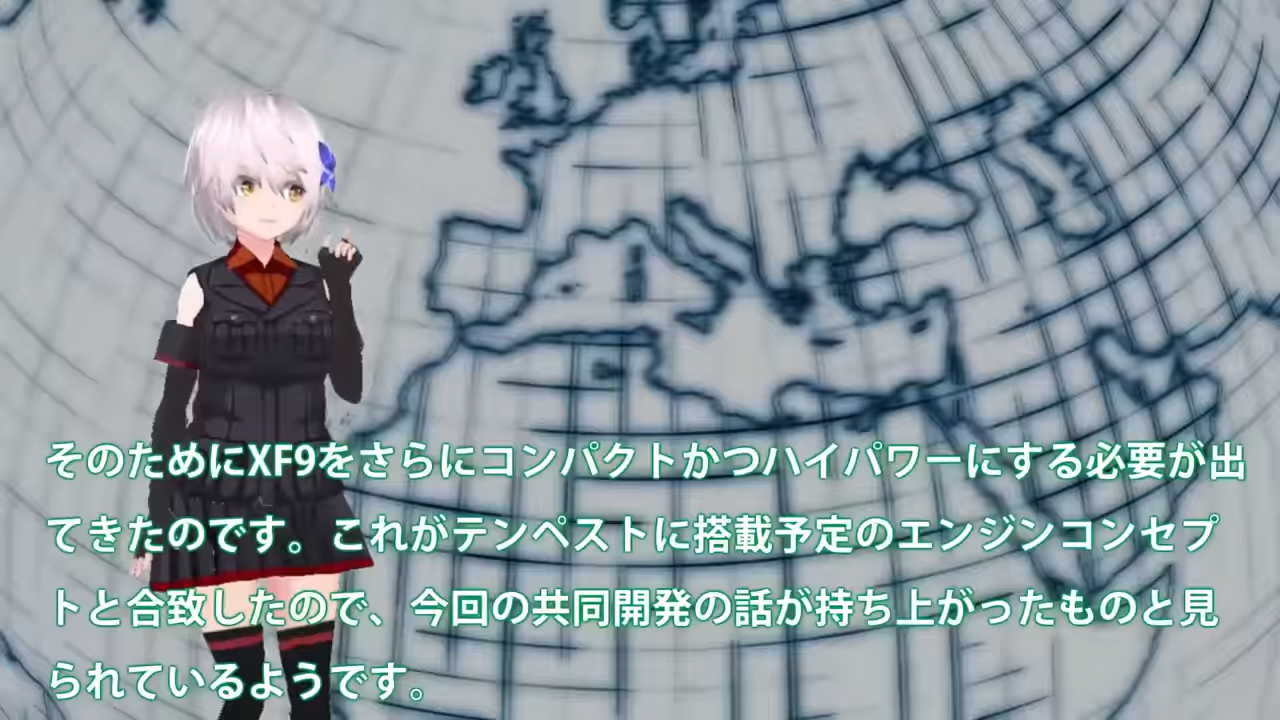 そのためにXF9をさらにコンパクトかつハイパワーにする必要が出
てきたのです。これがテンペストに搭載予定のエンジンコンセプ
トと合致したので、今回の共同開発の話が持ち上がったものと見
られているようです。